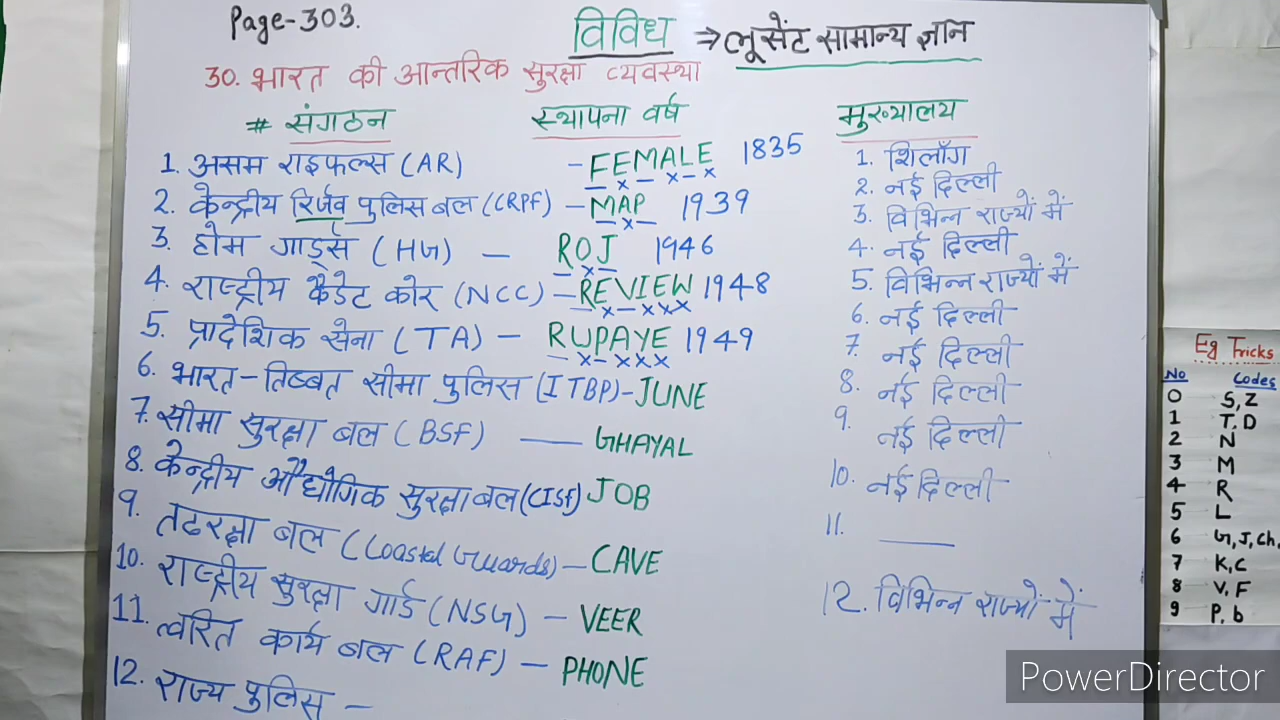 Page-303.
विविध ⇒ लूसेंट सामान्य ज्ञान
30. भारत की आन्तरिक सुरक्षा व्यवस्था
# संगठन स्थापना वर्ष मुख्यालय
1. असम राइफल्स (AR) - FEMALE 1835 1. शिलाँग
2. केन्द्रीय रिर्जव पुलिस बल (CRPF) - MAP 1939 2. नई दिल्ली
3. होम गार्ड्स (HG) - ROJ 1946 3. विभिन्न राज्यों में
4. राष्ट्रीय कैडेट कोर (NCC) - REVIEW 1948 4. नई दिल्ली
5. प्रादेशिक सेना (TA) - RUPAYE 1949 5. विभिन्न राज्यों में
6. भारत-तिब्बत सीमा पुलिस (ITBP) - JUNE 6. नई दिल्ली
7. सीमा सुरक्षा बल (BSF) — GHAYAL 7. नई दिल्ली
8. केन्द्रीय औद्योगिक सुरक्षा बल (CISF) JOB 8. नई दिल्ली
9. तटरक्षा बल (Coastal Guards) - CAVE 9. नई दिल्ली
10. राष्ट्रीय सुरक्षा गार्ड (NSG) - VEER 10. नई दिल्ली
11. त्वरित कार्य बल (RAF) - PHONE 11. —
12. राज्य पुलिस - 12. विभिन्न राज्यों में
Eg Tricks
No Codes
0 S, Z
1 T, D
2 N
3 M
4 R
5 L
6 G, J, Ch,
7 K, C
8 V, F
9 P, b
PowerDirector